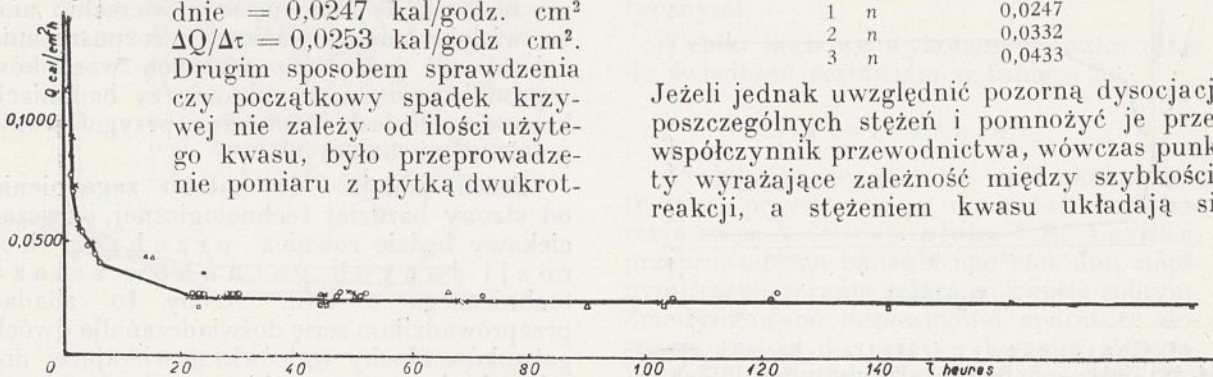 dnie = 0,0247 kal/godz. cm²
ΔQ/Δτ = 0,0253 kal/godz cm².
Drugim sposobem sprawdzenia
czy początkowy spadek krzy-
wej nie zależy od ilości użyte-
go kwasu, było przeprowadze-
nie pomiaru z płytką dwukrot-
1 n 0,0247
2 n 0,0332
3 n 0,0433
Jeżeli jednak uwzględnić pozorną dysocjacj
poszczególnych stężeń i pomnożyć je prze
współczynnik przewodnictwa, wówczas punk
ty wyrażające zależność między szybkości
reakcji, a stężeniem kwasu układają si
0,1000
0,0500
0 20 40 60 80 100 120 140 τ heures